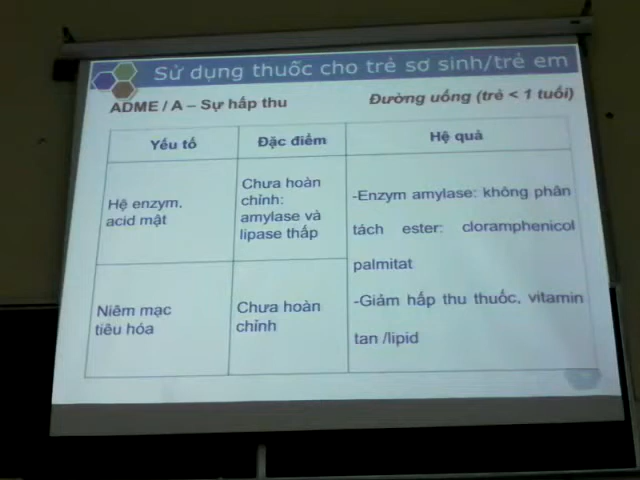 Sử dụng thuốc cho trẻ sơ sinh/trẻ em
ADME / A – Sự hấp thu
Đường uống (trẻ < 1 tuổi)
Yếu tố
Đặc điểm
Hệ quả
Hệ enzym,
acid mật
Chưa hoàn
chỉnh:
amylase và
lipase thấp
-Enzym amylase: không phân
tách ester: cloramphenicol
palmitat
-Giảm hấp thu thuốc, vitamin
tan /lipid
Niêm mạc
tiêu hóa
Chưa hoàn
chỉnh